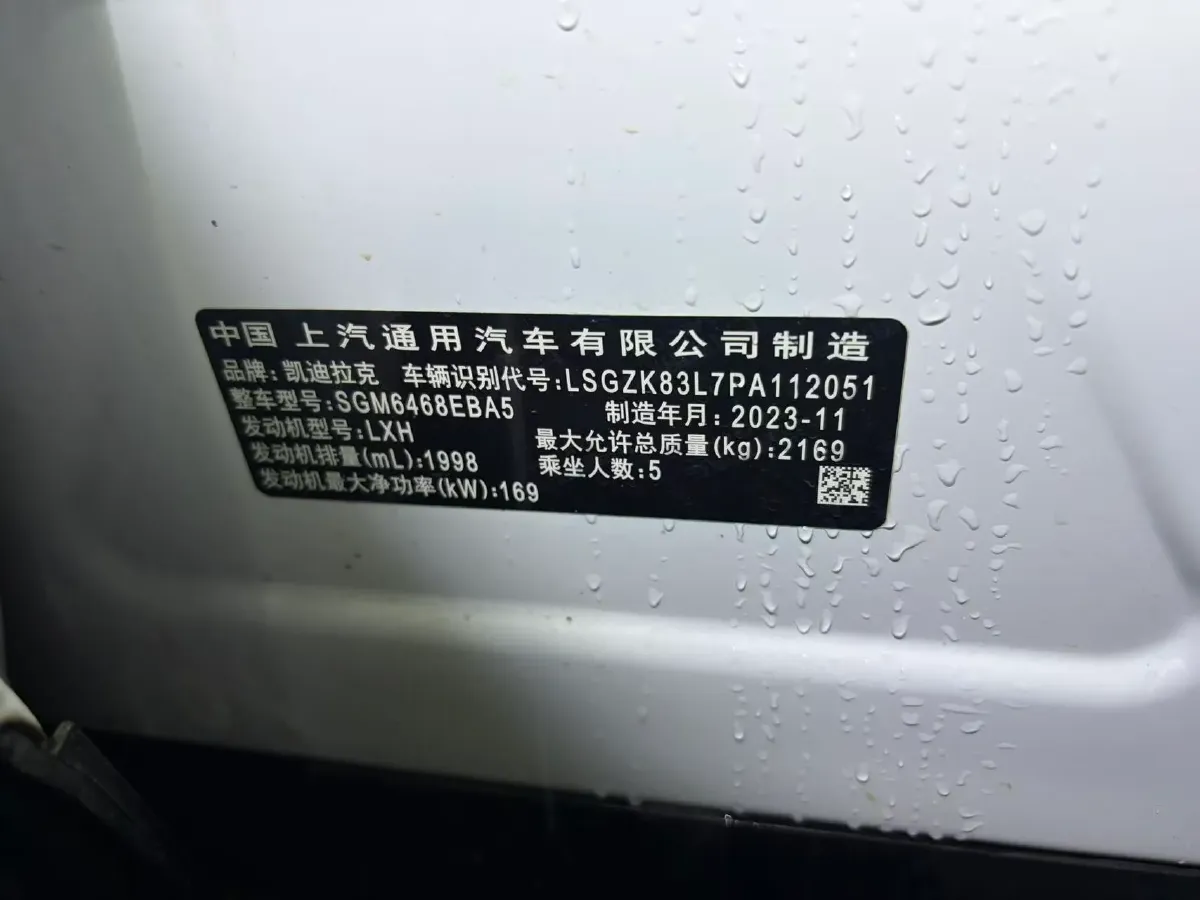 中国 上汽通用汽车有限公司制造
品牌:凯迪拉克 车辆识别代号:LSGZK83L7PA112051
整车型号:SGM6468EBA5 制造年月:2023-11
发动机型号:LXH 最大允许总质量(kg):2169
发动机排量(mL):1998 乘坐人数:5
发动机最大净功率(kW):169